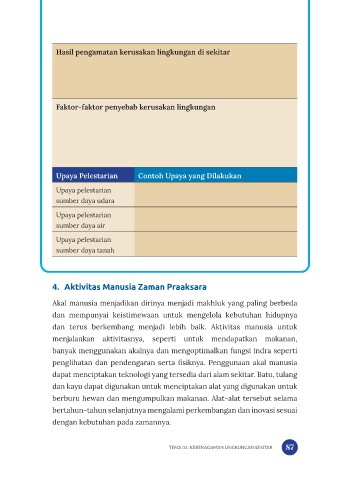 Hasil pengamatan kerusakan lingkungan di sekitar
Faktor-faktor penyebab kerusakan lingkungan
Upaya Pelestarian Contoh Upaya yang Dilakukan
Upaya pelestarian
sumber daya udara
Upaya pelestarian
sumber daya air
Upaya pelestarian
sumber daya tanah
4. Aktivitas Manusia Zaman Praaksara
Akal manusia menjadikan dirinya menjadi makhluk yang paling berbeda
dan mempunyai keistimewaan untuk mengelola kebutuhan hidupnya
dan terus berkembang menjadi lebih baik. Aktivitas manusia untuk
menjalankan aktivitasnya, seperti untuk mendapatkan makanan,
banyak menggunakan akalnya dan mengoptimalkan fungsi indra seperti
penglihatan dan pendengaran serta fisiknya. Penggunaan akal manusia
dapat menciptakan teknologi yang tersedia dari alam sekitar. Batu, tulang
dan kayu dapat digunakan untuk menciptakan alat yang digunakan untuk
berburu hewan dan mengumpulkan makanan. Alat-alat tersebut selama
bertahun-tahun selanjutnya mengalami perkembangan dan inovasi sesuai
dengan kebutuhan pada zamannya.
TEMA 02: KEBERAGAMAN LINGKUNGAN SEKITAR 87